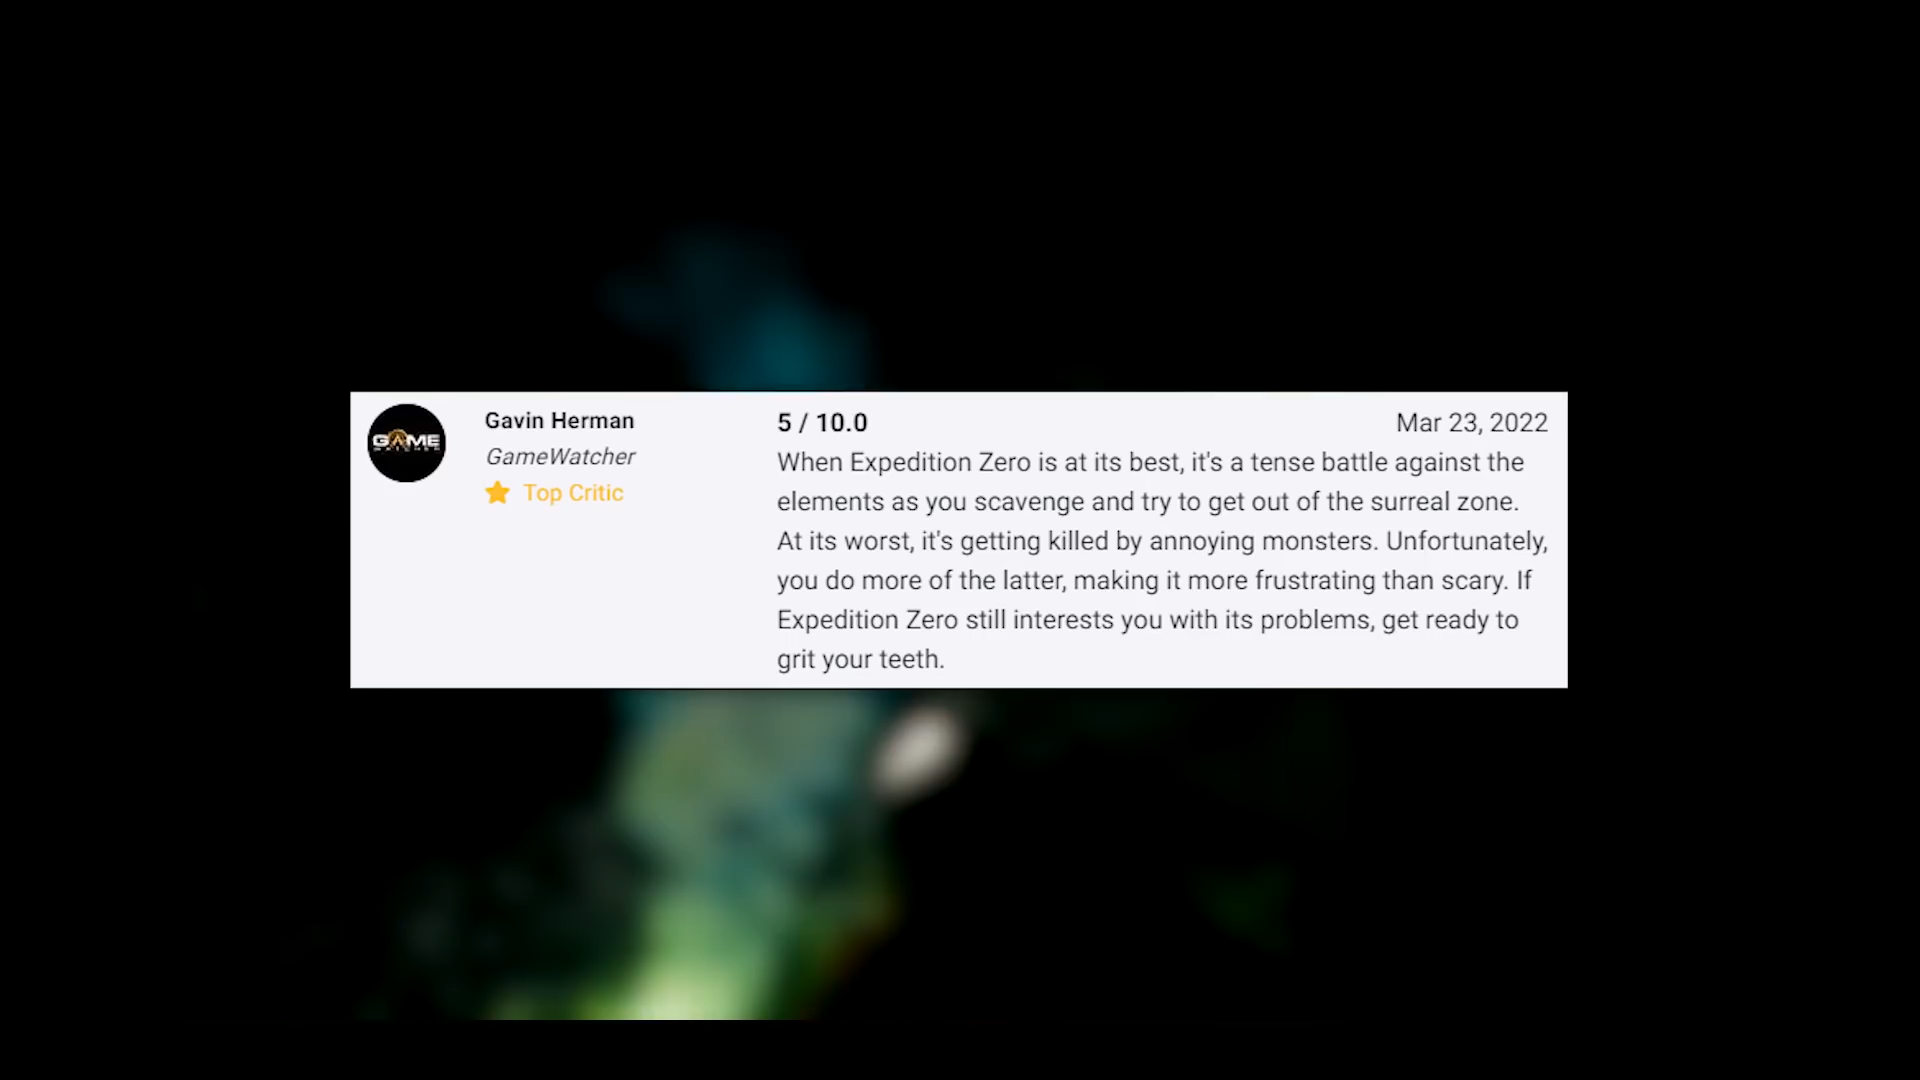 GAME
Gavin Herman
GameWatcher
Top Critic
5 / 10.0
Mar 23, 2022
When Expedition Zero is at its best, it's a tense battle against the
elements as you scavenge and try to get out of the surreal zone.
At its worst, it's getting killed by annoying monsters. Unfortunately,
you do more of the latter, making it more frustrating than scary. If
Expedition Zero still interests you with its problems, get ready to
grit your teeth.